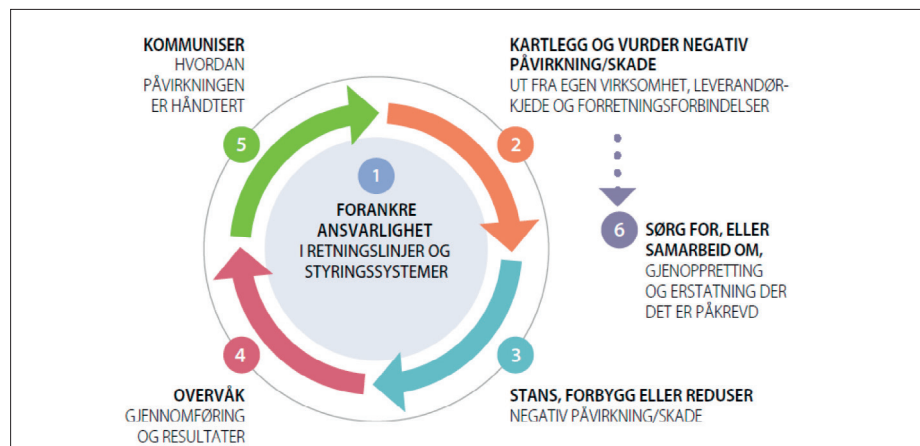 1
FORANKRE
ANSVARLIGHET
I RETNINGSLINJER OG
STYRINGSSYSTEMER
KARTLEGG OG VURDER NEGATIV
PÅVIRKNING/SKADE
UT FRA EGEN VIRKSOMHET, LEVERANDØR-
KJEDE OG FORRETNINGSFORBINDELSER
2
3
STANS, FORBYGG ELLER REDUSER
NEGATIV PÅVIRKNING/SKADE
4
OVERVÅK
GJENNOMFØRING
OG RESULTATER
5
KOMMUNISER
HVORDAN
PÅVIRKNINGEN
ER HÅNDTERT
6
SØRG FOR, ELLER
SAMARBEID OM,
GJENOPPRETTING
OG ERSTATNING DER
DET ER PÅKREVD